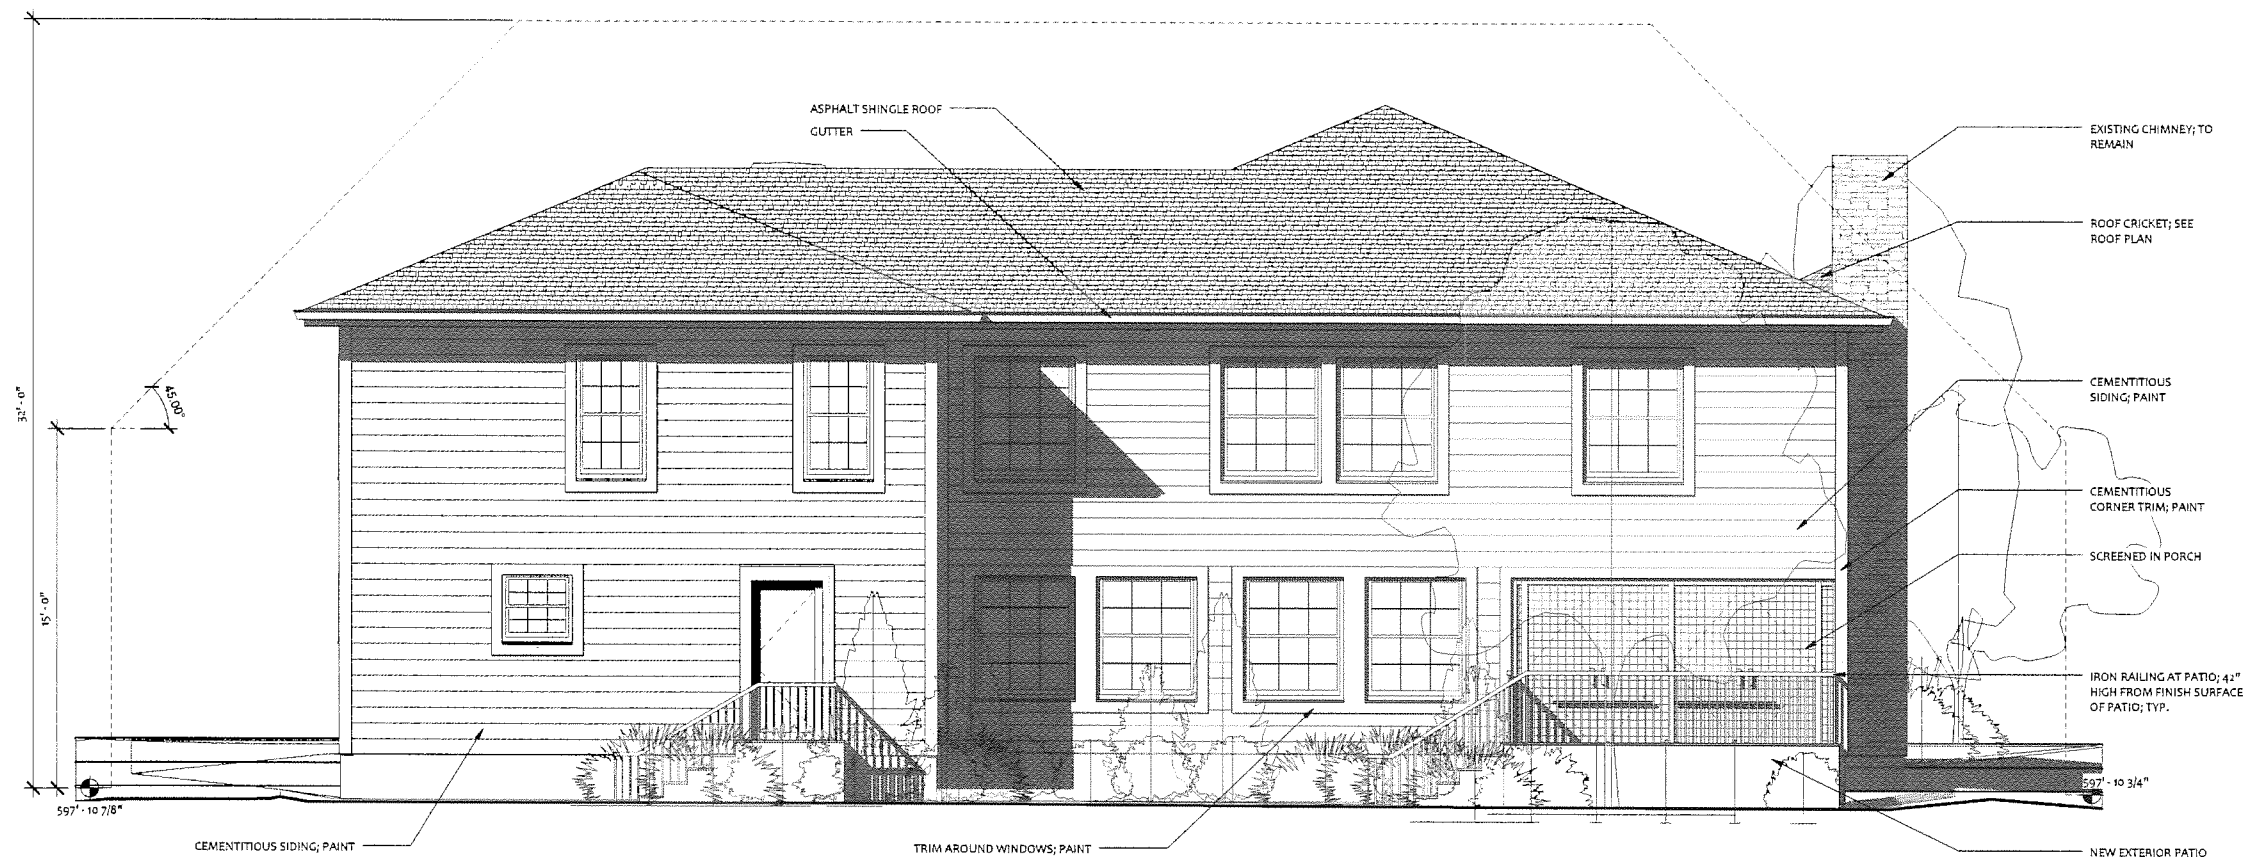 ASPHALT SHINGLE ROOF
GUTTER
EXISTING CHIMNEY; TO
REMAIN
ROOF CRICKET; SEE
ROOF PLAN
32' - 0"
45.00°
15' - 0"
CEMENTITIOUS
SIDING; PAINT
CEMENTITIOUS
CORNER TRIM; PAINT
SCREENED IN PORCH
IRON RAILING AT PATIO; 42"
HIGH FROM FINISH SURFACE
OF PATIO; TYP.
597' - 10 3/4"
597' - 10 7/8"
CEMENTITIOUS SIDING; PAINT
TRIM AROUND WINDOWS; PAINT
NEW EXTERIOR PATIO